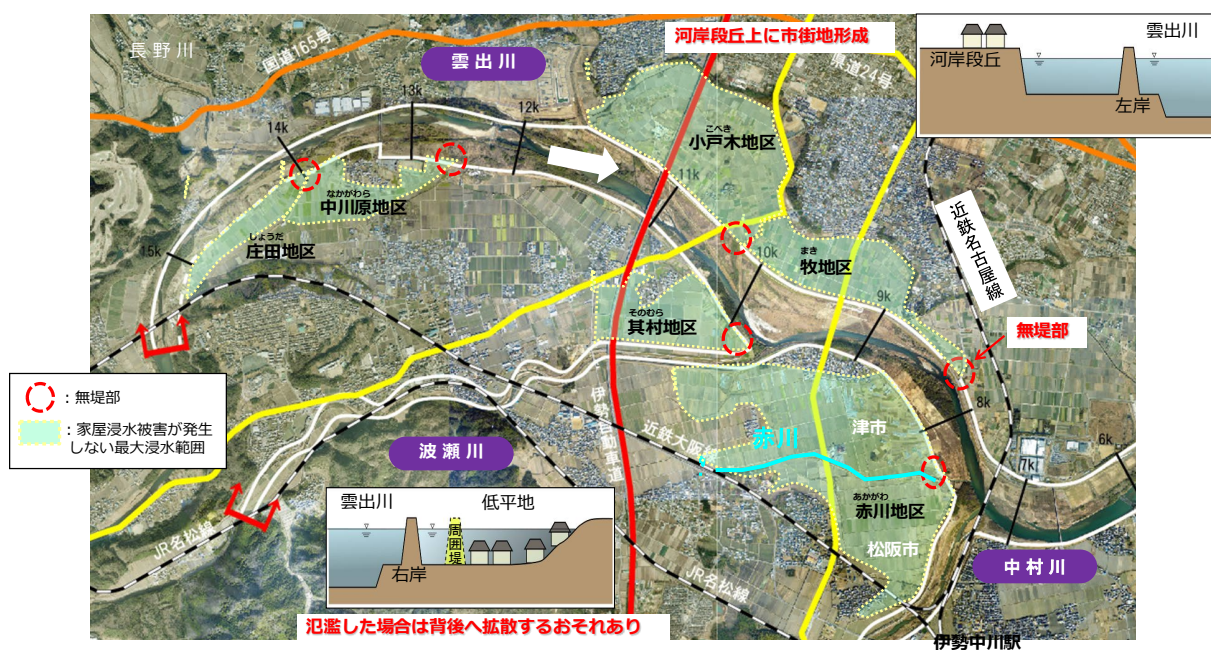 長野川
国道165号
雲出川
河岸段丘上に市街地形成
県道24号
雲出川
河岸段丘
左岸
13k
12k
14k
こべき
小戸木地区
11k
なかがわら
中川原地区
しょうだ
庄田地区
15k
10k
まき
牧地区
近鉄名古屋線
9k
そのむら
其村地区
無堤部
:無堤部
:家屋浸水被害が発生
しない最大浸水範囲
伊勢自動車道
8k
津市
6k
近鉄大阪線
赤川
波瀬川
7k
雲出川
低平地
周囲堤
右岸
あかがわ
赤川地区
松阪市
中村川
JR名松線
JR名松線
氾濫した場合は背後へ拡散するおそれあり
伊勢中川駅